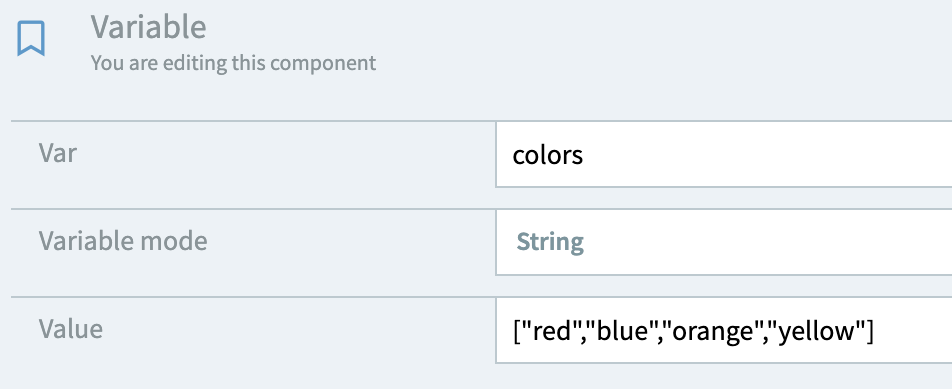 Variable
You are editing this component
Var
colors
Variable mode
String
Value
["red","blue","orange","yellow"]